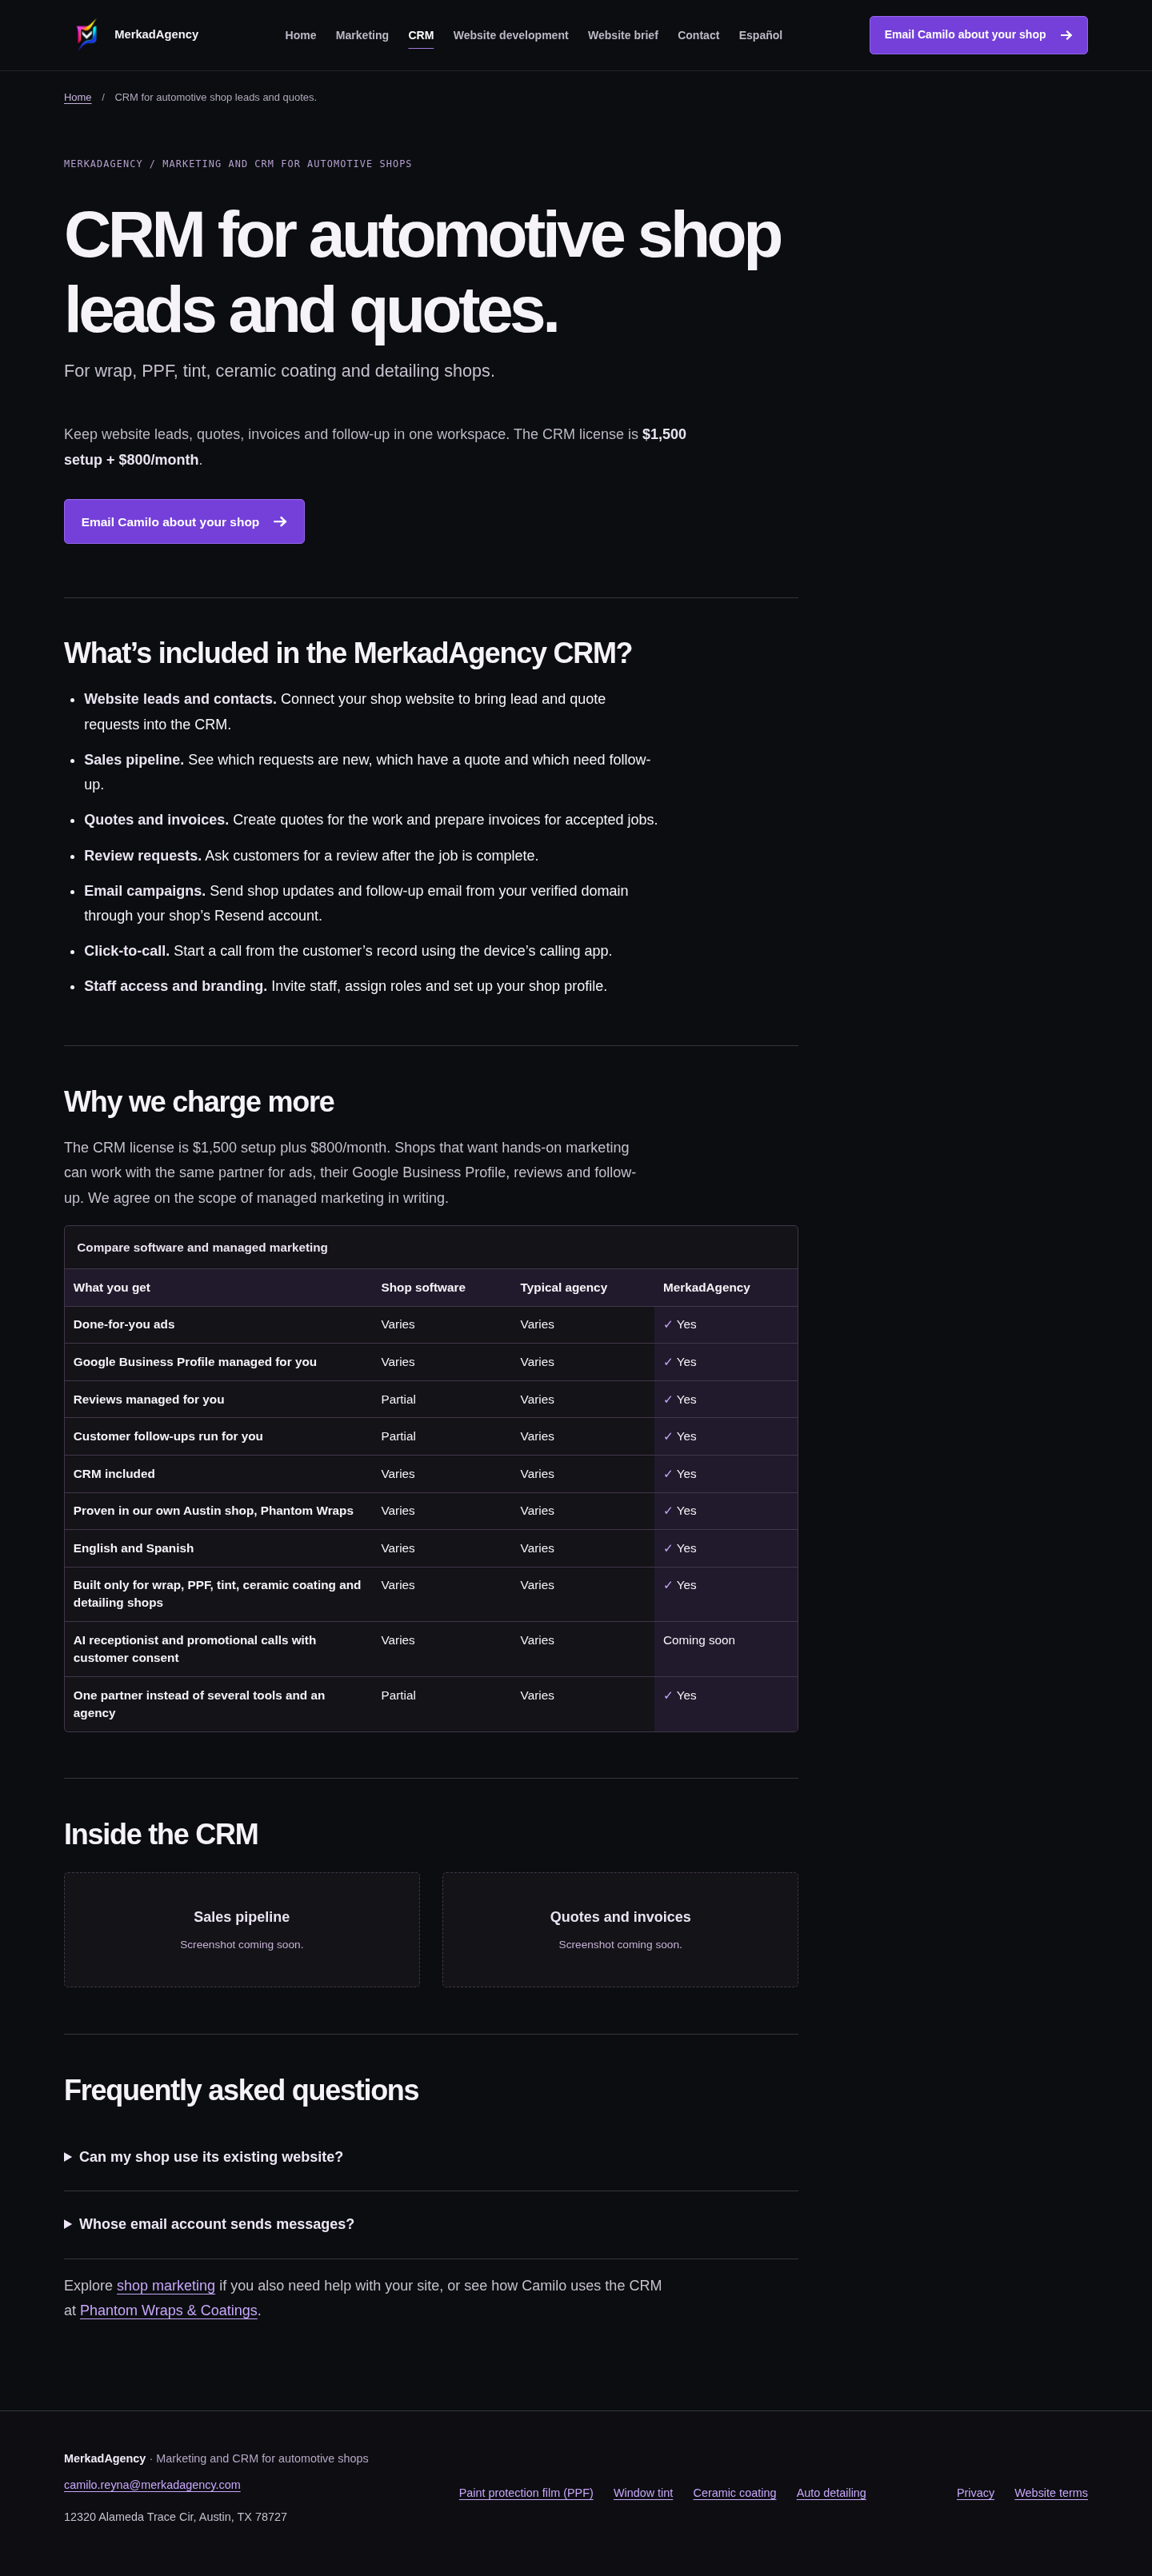 MerkadAgency
Home Marketing CRM Website development Website brief Contact Español
Email Camilo about your shop →
Home / CRM for automotive shop leads and quotes.
MERKADAGENCY / MARKETING AND CRM FOR AUTOMOTIVE SHOPS
CRM for automotive shop
leads and quotes.
For wrap, PPF, tint, ceramic coating and detailing shops.
Keep website leads, quotes, invoices and follow-up in one workspace. The CRM license is $1,500
setup + $800/month.
Email Camilo about your shop →
What’s included in the MerkadAgency CRM?
• Website leads and contacts. Connect your shop website to bring lead and quote
requests into the CRM.
• Sales pipeline. See which requests are new, which have a quote and which need follow-
up.
• Quotes and invoices. Create quotes for the work and prepare invoices for accepted jobs.
• Review requests. Ask customers for a review after the job is complete.
• Email campaigns. Send shop updates and follow-up email from your verified domain
through your shop’s Resend account.
• Click-to-call. Start a call from the customer’s record using the device’s calling app.
• Staff access and branding. Invite staff, assign roles and set up your shop profile.
Why we charge more
The CRM license is $1,500 setup plus $800/month. Shops that want hands-on marketing
can work with the same partner for ads, their Google Business Profile, reviews and follow-
up. We agree on the scope of managed marketing in writing.
Compare software and managed marketing
What you get Shop software Typical agency MerkadAgency
Done-for-you ads Varies Varies ✓ Yes
Google Business Profile managed for you Varies Varies ✓ Yes
Reviews managed for you Partial Varies ✓ Yes
Customer follow-ups run for you Partial Varies ✓ Yes
CRM included Varies Varies ✓ Yes
Proven in our own Austin shop, Phantom Wraps Varies Varies ✓ Yes
English and Spanish Varies Varies ✓ Yes
Built only for wrap, PPF, tint, ceramic coating and Varies Varies ✓ Yes
detailing shops
AI receptionist and promotional calls with Varies Varies Coming soon
customer consent
One partner instead of several tools and an Partial Varies ✓ Yes
agency
Inside the CRM
Sales pipeline
Screenshot coming soon.
Quotes and invoices
Screenshot coming soon.
Frequently asked questions
▶ Can my shop use its existing website?
▶ Whose email account sends messages?
Explore shop marketing if you also need help with your site, or see how Camilo uses the CRM
at Phantom Wraps & Coatings.
MerkadAgency · Marketing and CRM for automotive shops
camilo.reyna@merkadagency.com
12320 Alameda Trace Cir, Austin, TX 78727
Paint protection film (PPF) Window tint Ceramic coating Auto detailing
Privacy Website terms